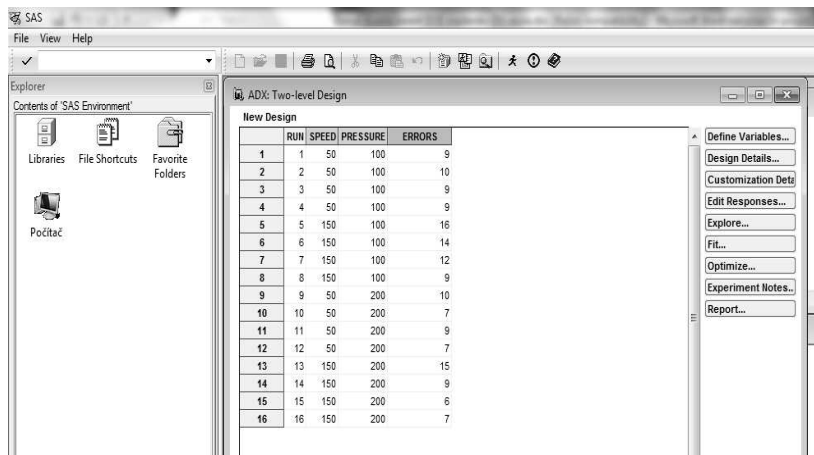 SAS
File View Help
Explorer
Contents of 'SAS Environment'
Libraries
File Shortcuts
Favorite Folders
Počítač
ADX: Two-level Design
New Design
RUN SPEED PRESSURE ERRORS
1 1 50 100 9
2 2 50 100 10
3 3 50 100 9
4 4 50 100 9
5 5 150 100 16
6 6 150 100 14
7 7 150 100 12
8 8 150 100 9
9 9 50 200 10
10 10 50 200 7
11 11 50 200 9
12 12 50 200 7
13 13 150 200 15
14 14 150 200 9
15 15 150 200 6
16 16 150 200 7
Define Variables...
Design Details...
Customization Deta
Edit Responses...
Explore...
Fit...
Optimize...
Experiment Notes..
Report...